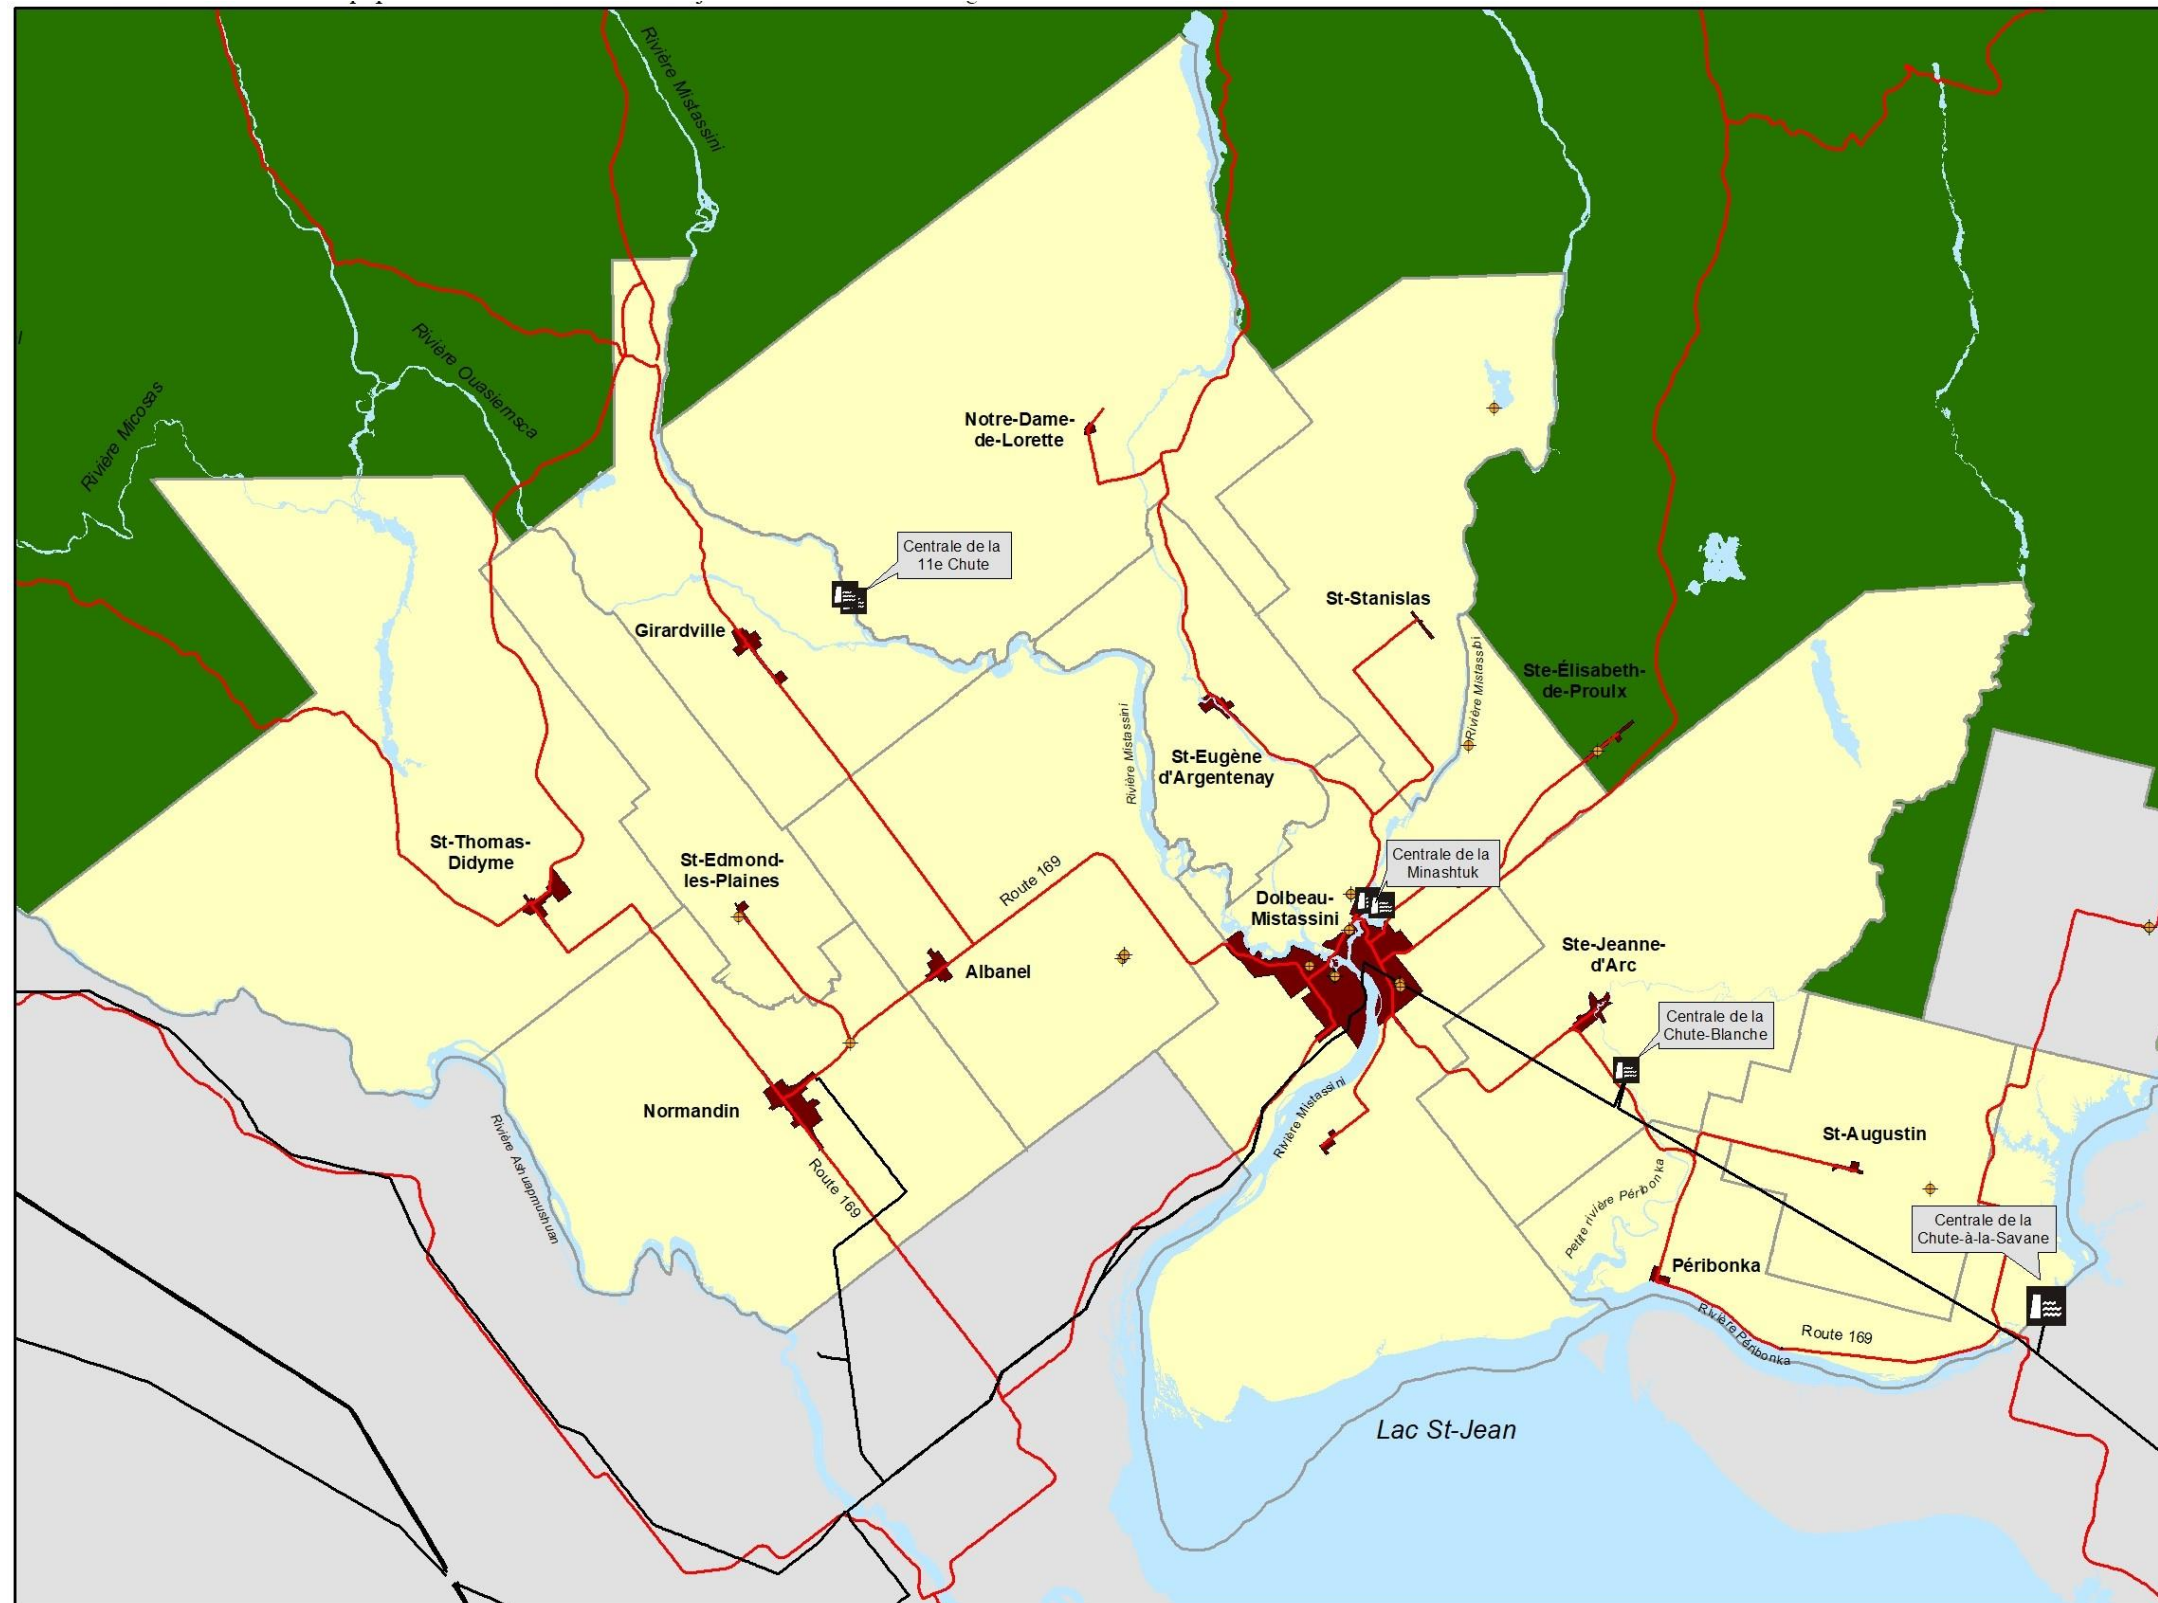 Rivière Mistassini
Rivière Ouasiemsca
Rivière Micosas
Notre-Dame-
de-Lorette
Centrale de la
11e Chute
St-Stanislas
Girardville
Ste-Élisabeth-
de-Proulx
Rivière Mistassibi
Rivière Mistassini
St-Eugène
d'Argentenay
St-Thomas-
Didyme
St-Edmond-
les-Plaines
Route 169
Centrale de la
Minashtuk
Dolbeau-
Mistassini
Albanel
Ste-Jeanne-
d'Arc
Centrale de la
Chute-Blanche
Normandin
Rivière Mistassini
St-Augustin
Rivière Ashuapmushuan
Route 169
Petite rivière Péribonka
Centrale de la
Chute-à-la-Savane
Péribonka
Rivière Péribonka
Route 169
Lac St-Jean